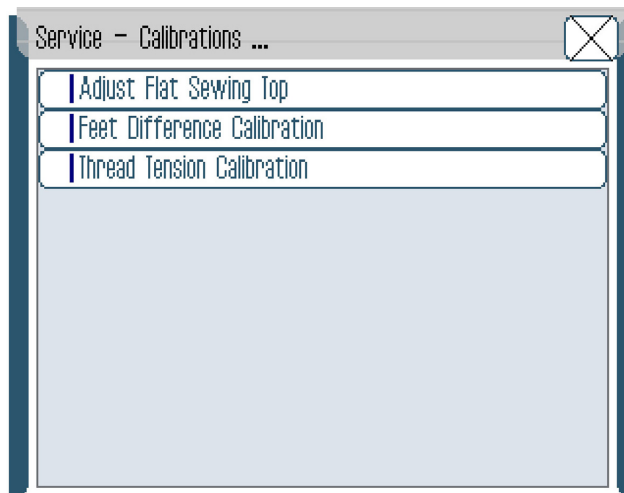 Service - Calibrations ...
Adjust Flat Sewing Top
Feet Difference Calibration
Thread Tension Calibration